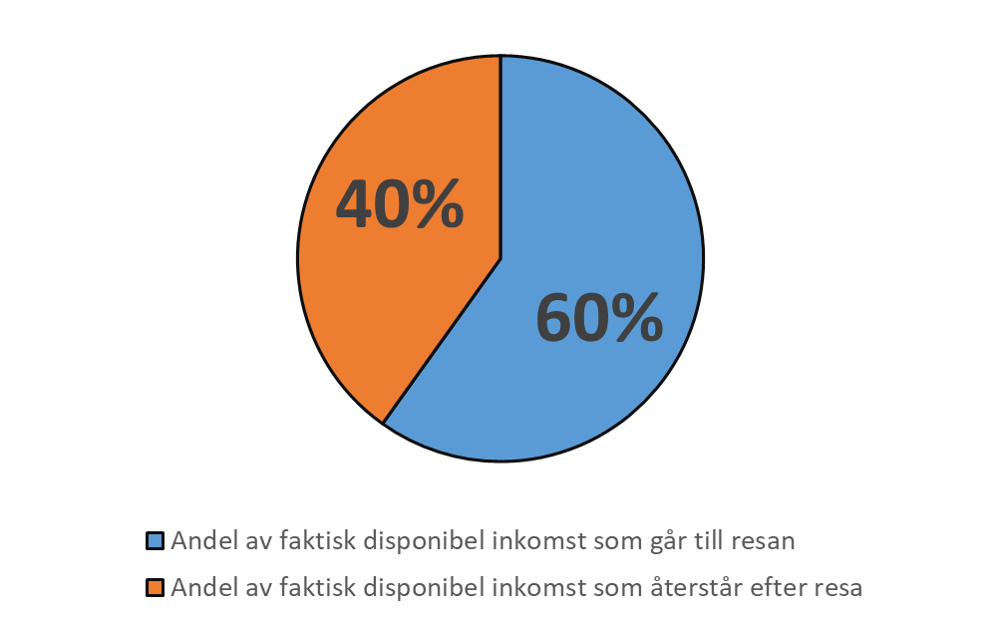 40%
60%
Andel av faktisk disponibel inkomst som går till resan
Andel av faktisk disponibel inkomst som återstår efter resa